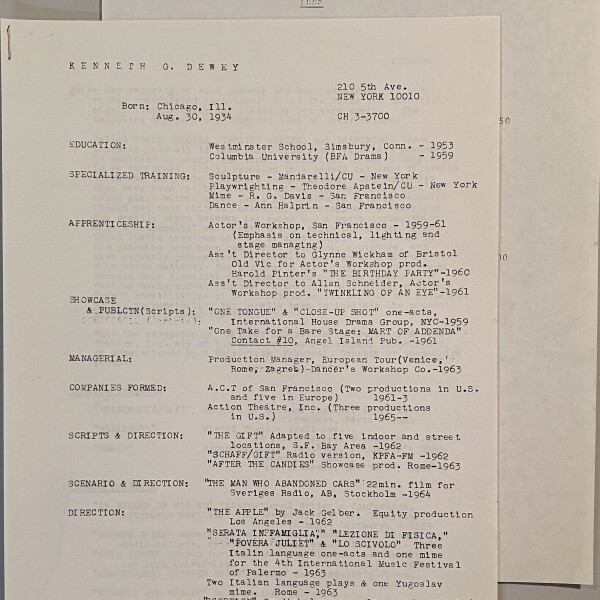 FEES
KENNETH G. DEWEY
210 5th Ave.
NEW YORK 10010
Born: Chicago, Ill.
Aug. 30, 1934
CH 3-3700
EDUCATION: Westminster School, Simsbury, Conn. - 1953
Columbia University (BFA Drama) - 1959
SPECIALIZED TRAINING: Sculpture - Mandarelli/CU - New York
Playwrighting - Theodore Apstein/CU - New York
Mime - R. G. Davis - San Francisco
Dance - Ann Halprin - San Francisco
APPRENTICESHIP: Actor's Workshop, San Francisco - 1959-61
(Emphasis on technical, lighting and
stage managing)
Ass't Director to Glynne Wickham of Bristol
Old Vic for Actor's Workshop prod.
Harold Pinter's "THE BIRTHDAY PARTY"-1960
Ass't Director to Allan Schneider, Actor's
Workshop prod. "TWINKLING OF AN EYE"-1961
SHOWCASE
& PUBLCTN(Scripts): "ONE TONGUE" & "CLOSE-UP SHOT" one-acts,
International House Drama Group, NYC-1959
"One Take for a Bare Stage: MART OF ADDENDA"
Contact #10, Angel Island Pub. -1961
MANAGERIAL: Production Manager, European Tour(Venice,
Rome, Zagreb)-Dancer's Workshop Co.-1963
COMPANIES FORMED: A.C.T of San Francisco (Two productions in U.S.
and five in Europe) 1961-3
Action Theatre, Inc. (Three productions
in U.S.) 1965--
SCRIPTS & DIRECTION: "THE GIFT" Adapted to five indoor and street
locations, S.F. Bay Area -1962
"SCHAFF/GIFT" Radio version, KPFA-FM -1962
"AFTER THE CANDIES" Showcase prod. Rome-1963
SCENARIO & DIRECTION: "THE MAN WHO ABANDONED CARS" 22min. film for
Sveriges Radio, AB, Stockholm -1964
DIRECTION: "THE APPLE" by Jack Gelber. Equity production
Los Angeles - 1962
"SERATA IN FAMIGLIA," "LEZIONE DI FISICA,"
"POVERA JULIET" & "LO SCIVOLO" Three
Italin language one-acts and one mime
for the 4th International Music Festival
of Palermo - 1963
Two Italian language plays & one Yugoslav
mime. Rome - 1963